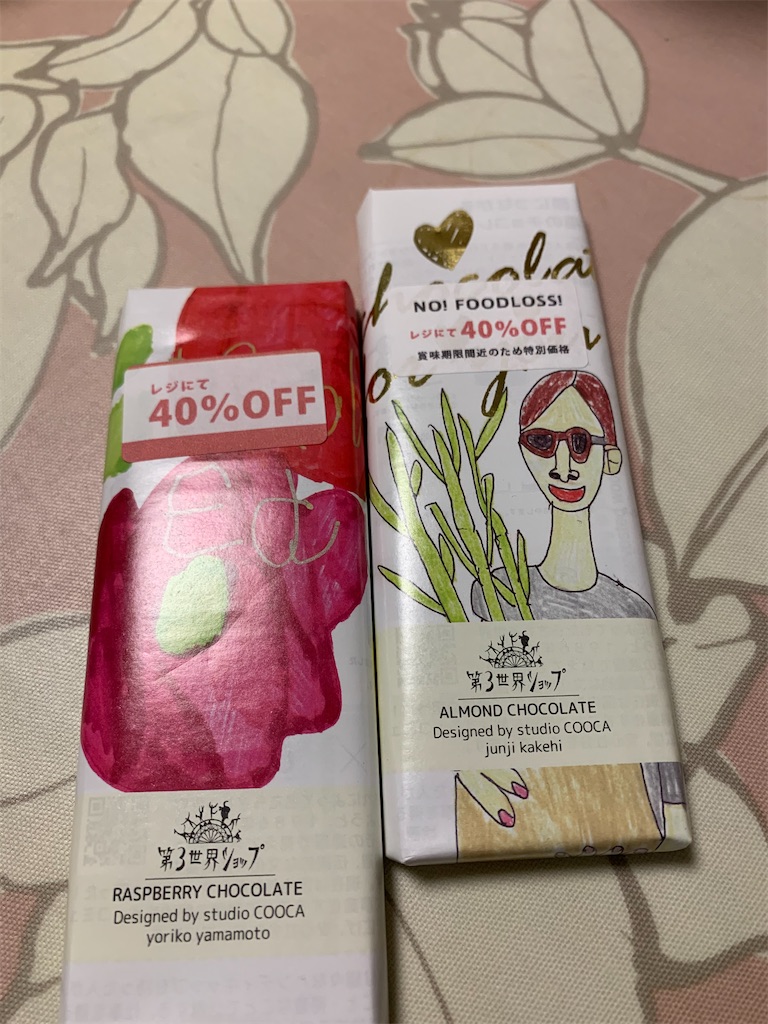 レジにて
40%OFF
Ed
第3世界ショップ
RASPBERRY CHOCOLATE
Designed by studio COOCA
yoriko yamamoto
NO! FOODLOSS!
レジにて40%OFF
賞味期限間近のため特別価格
第3世界ショップ
ALMOND CHOCOLATE
Designed by studio COOCA
junji kakehi